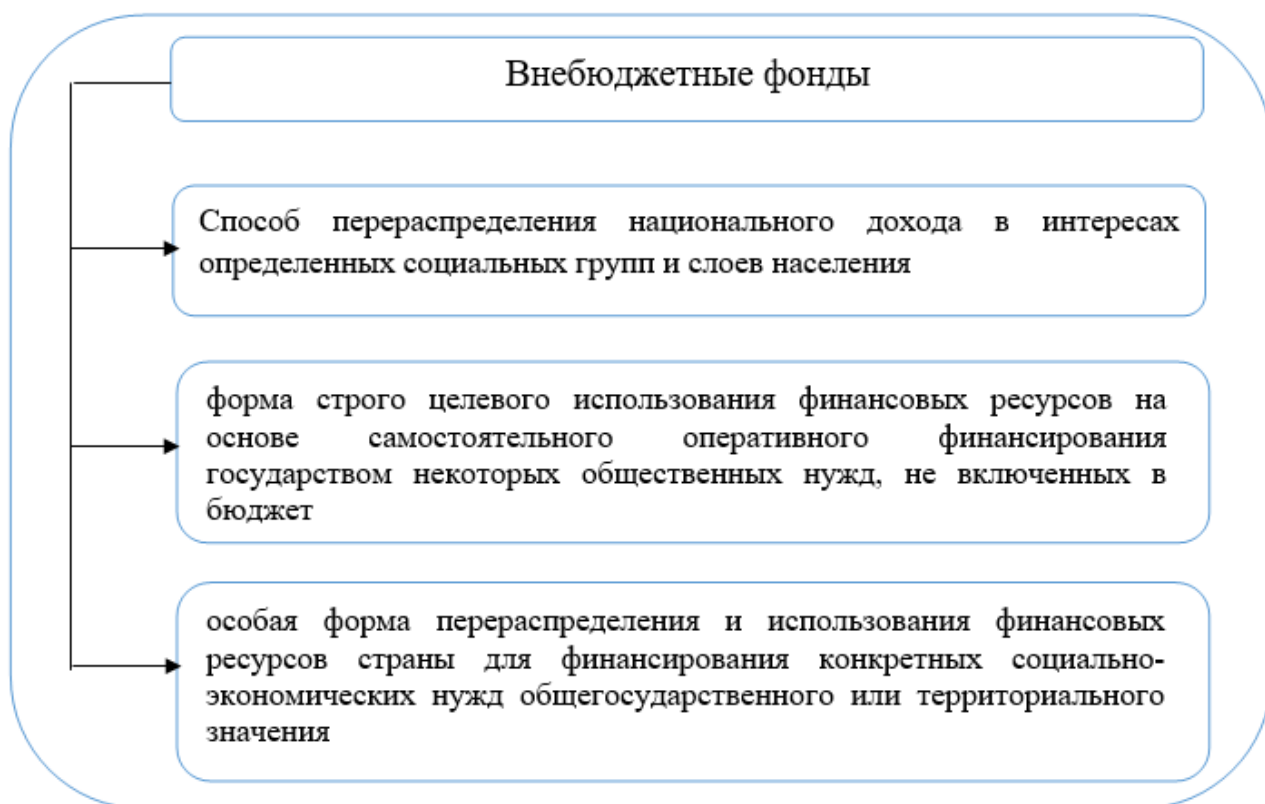 Внебюджетные фонды
Способ перераспределения национального дохода в интересах
определенных социальных групп и слоев населения
форма строго целевого использования финансовых ресурсов на
основе самостоятельного оперативного финансирования
государством некоторых общественных нужд, не включенных в
бюджет
особая форма перераспределения и использования финансовых
ресурсов страны для финансирования конкретных социально-
экономических нужд общегосударственного или территориального
значения